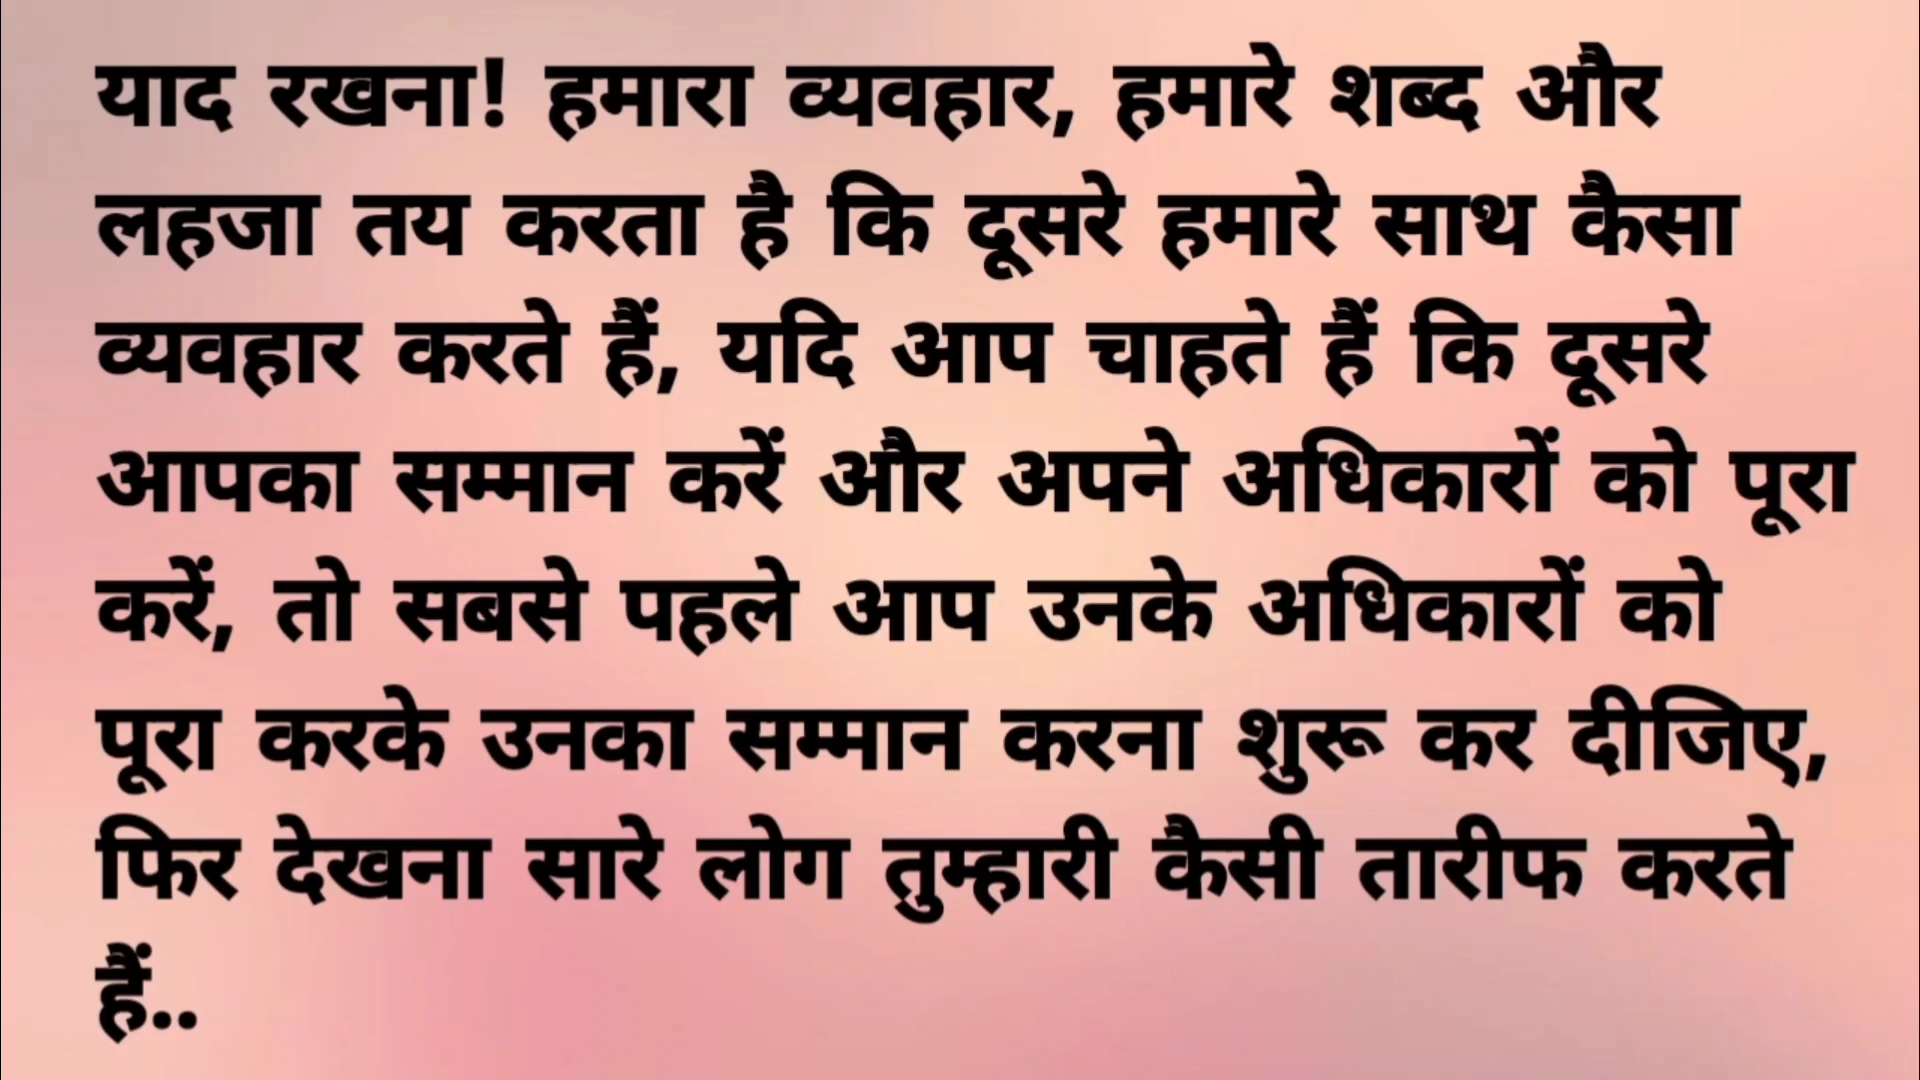 याद रखना! हमारा व्यवहार, हमारे शब्द और
लहजा तय करता है कि दूसरे हमारे साथ कैसा
व्यवहार करते हैं, यदि आप चाहते हैं कि दूसरे
आपका सम्मान करें और अपने अधिकारों को पूरा
करें, तो सबसे पहले आप उनके अधिकारों को
पूरा करके उनका सम्मान करना शुरू कर दीजिए,
फिर देखना सारे लोग तुम्हारी कैसी तारीफ करते
हैं..